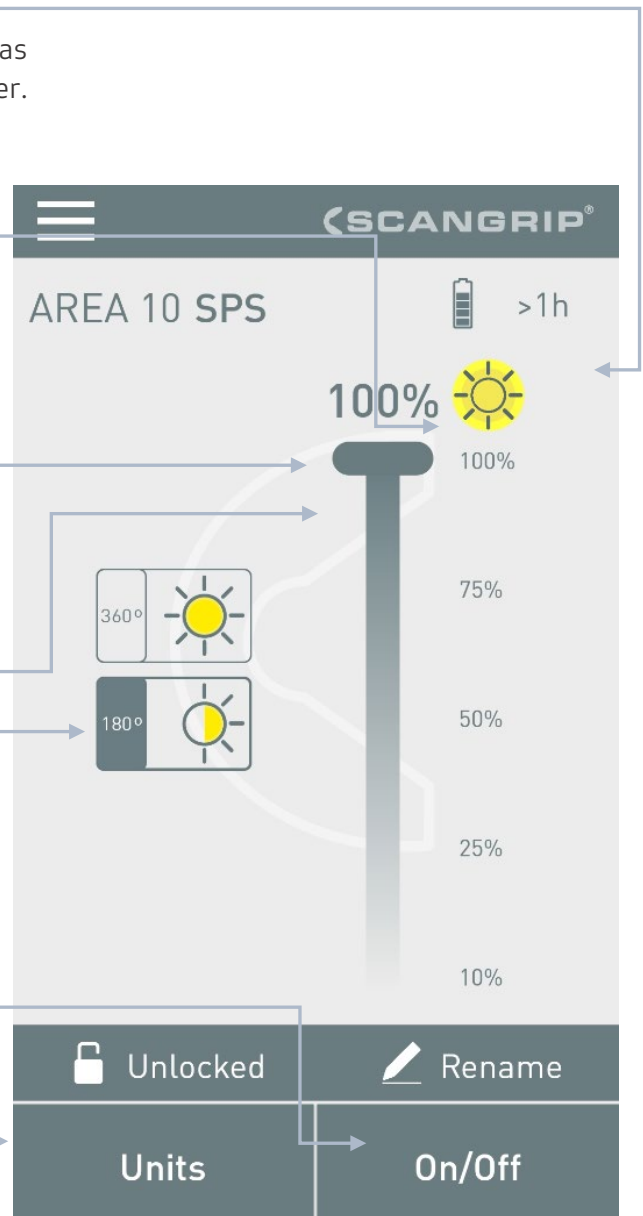 as
er.
SCANGRIP®
AREA 10 SPS
>1h
100%
100%
75%
360°
180°
50%
25%
10%
Unlocked Rename
Units On/Off